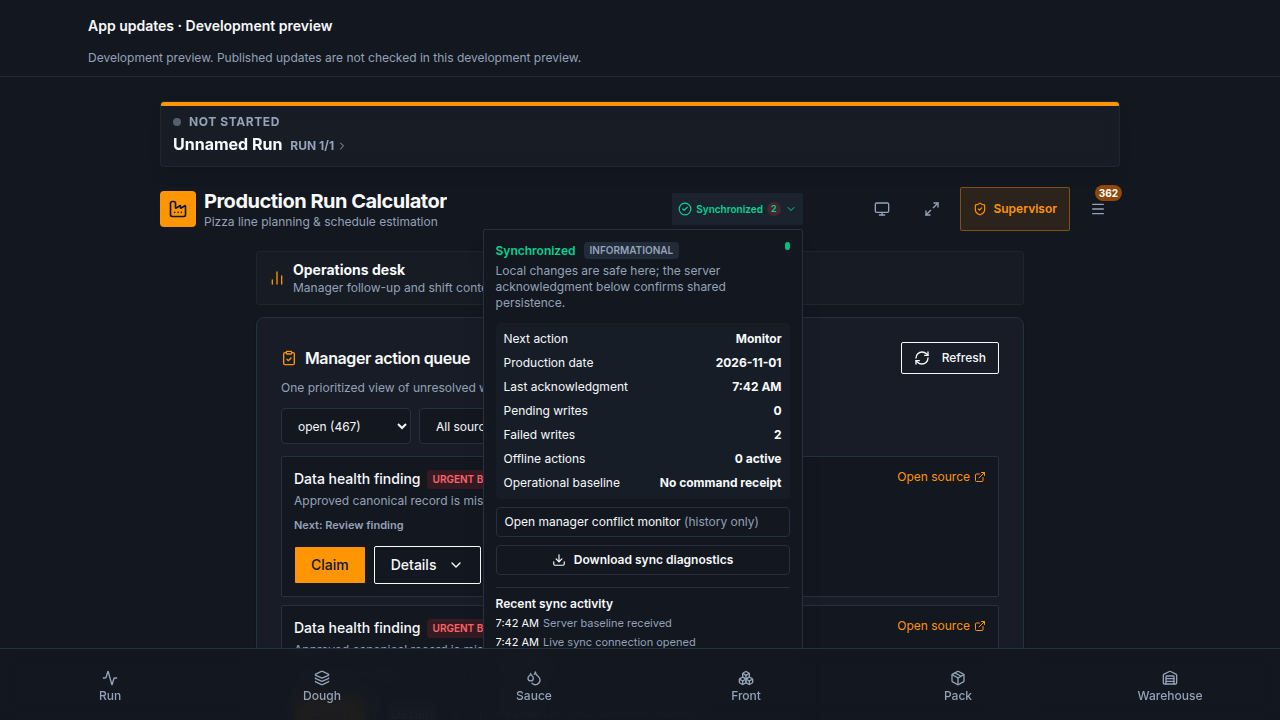 App updates · Development preview
Development preview. Published updates are not checked in this development preview.
NOT STARTED
Unnamed Run RUN 1/1
Production Run Calculator
Pizza line planning & schedule estimation
Synchronized 2
Supervisor
362
Operations desk
Manager follow-up and shift
Synchronized INFORMATIONAL
Local changes are safe here; the server
acknowledgment below confirms shared
persistence.
Next action Monitor
Production date 2026-11-01
Last acknowledgment 7:42 AM
Pending writes 0
Failed writes 2
Offline actions 0 active
Operational baseline No command receipt
Open manager conflict monitor (history only)
Download sync diagnostics
Recent sync activity
7:42 AM Server baseline received
7:42 AM Live sync connection opened
Manager action queue
Refresh
One prioritized view of unresolved
open (467)
All
Data health finding URGENT
Open source
Approved canonical record is
Next: Review finding
Claim
Details
Data health finding URGENT
Open source
Run
Dough
Sauce
Front
Pack
Warehouse